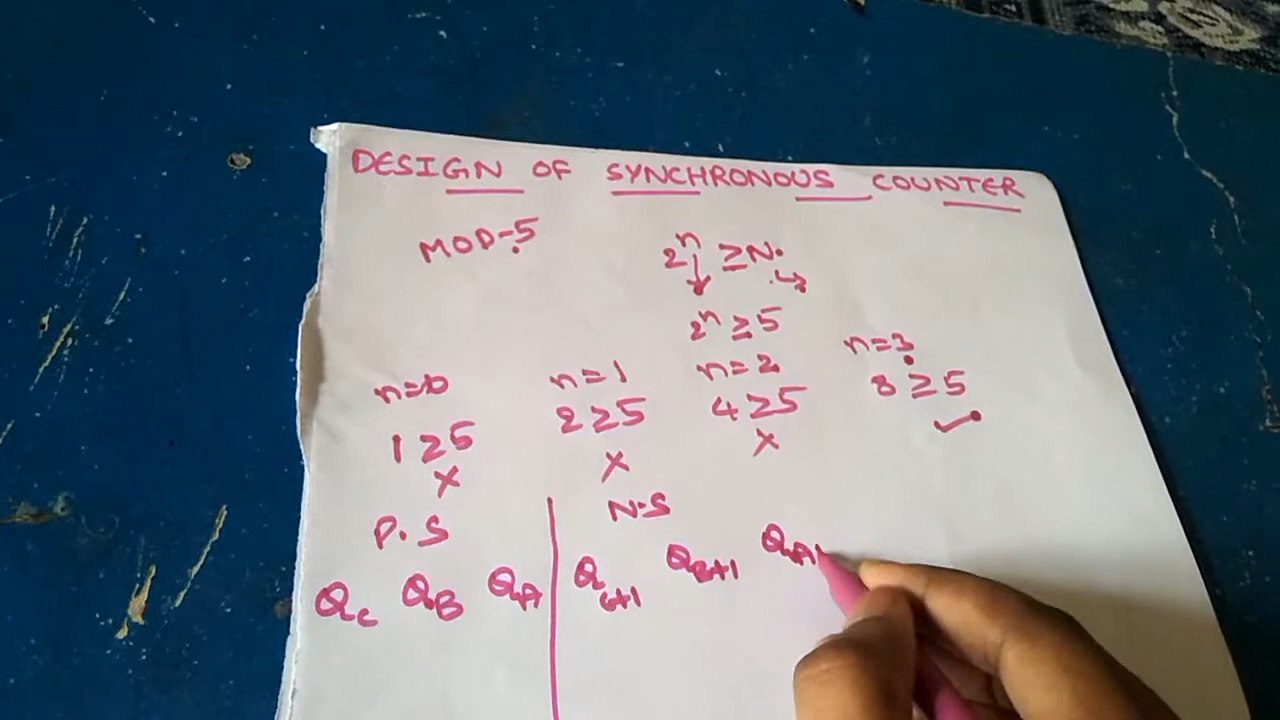 DESIGN OF SYNCHRONOUS COUNTER
MOD-5
2ⁿ ≥ N.
2ⁿ ≥ 5
n=0 n=1 n=2 n=3
1≥5 2≥5 4≥5 8≥5
x x x ✓
P.S N.S
Qc QB QA Qc+1 QB+1 QA+